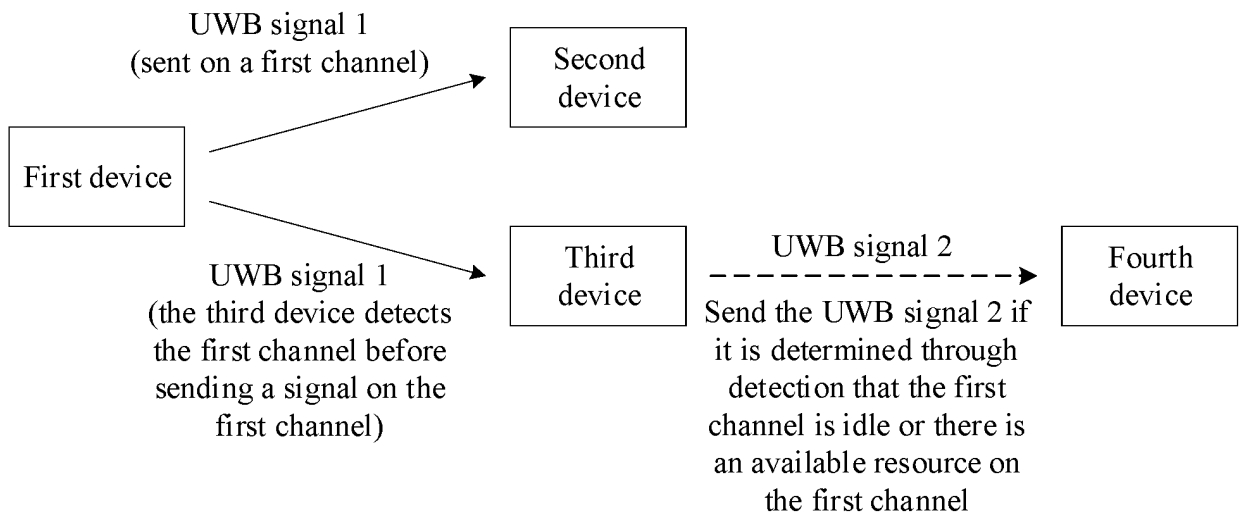 UWB signal 1
(sent on a first channel)
Second
device
First device
UWB signal 1
(the third device detects
the first channel before
sending a signal on the
first channel)
Third
device
UWB signal 2
Send the UWB signal 2 if
it is determined through
detection that the first
channel is idle or there is
an available resource on
the first channel
Fourth
device